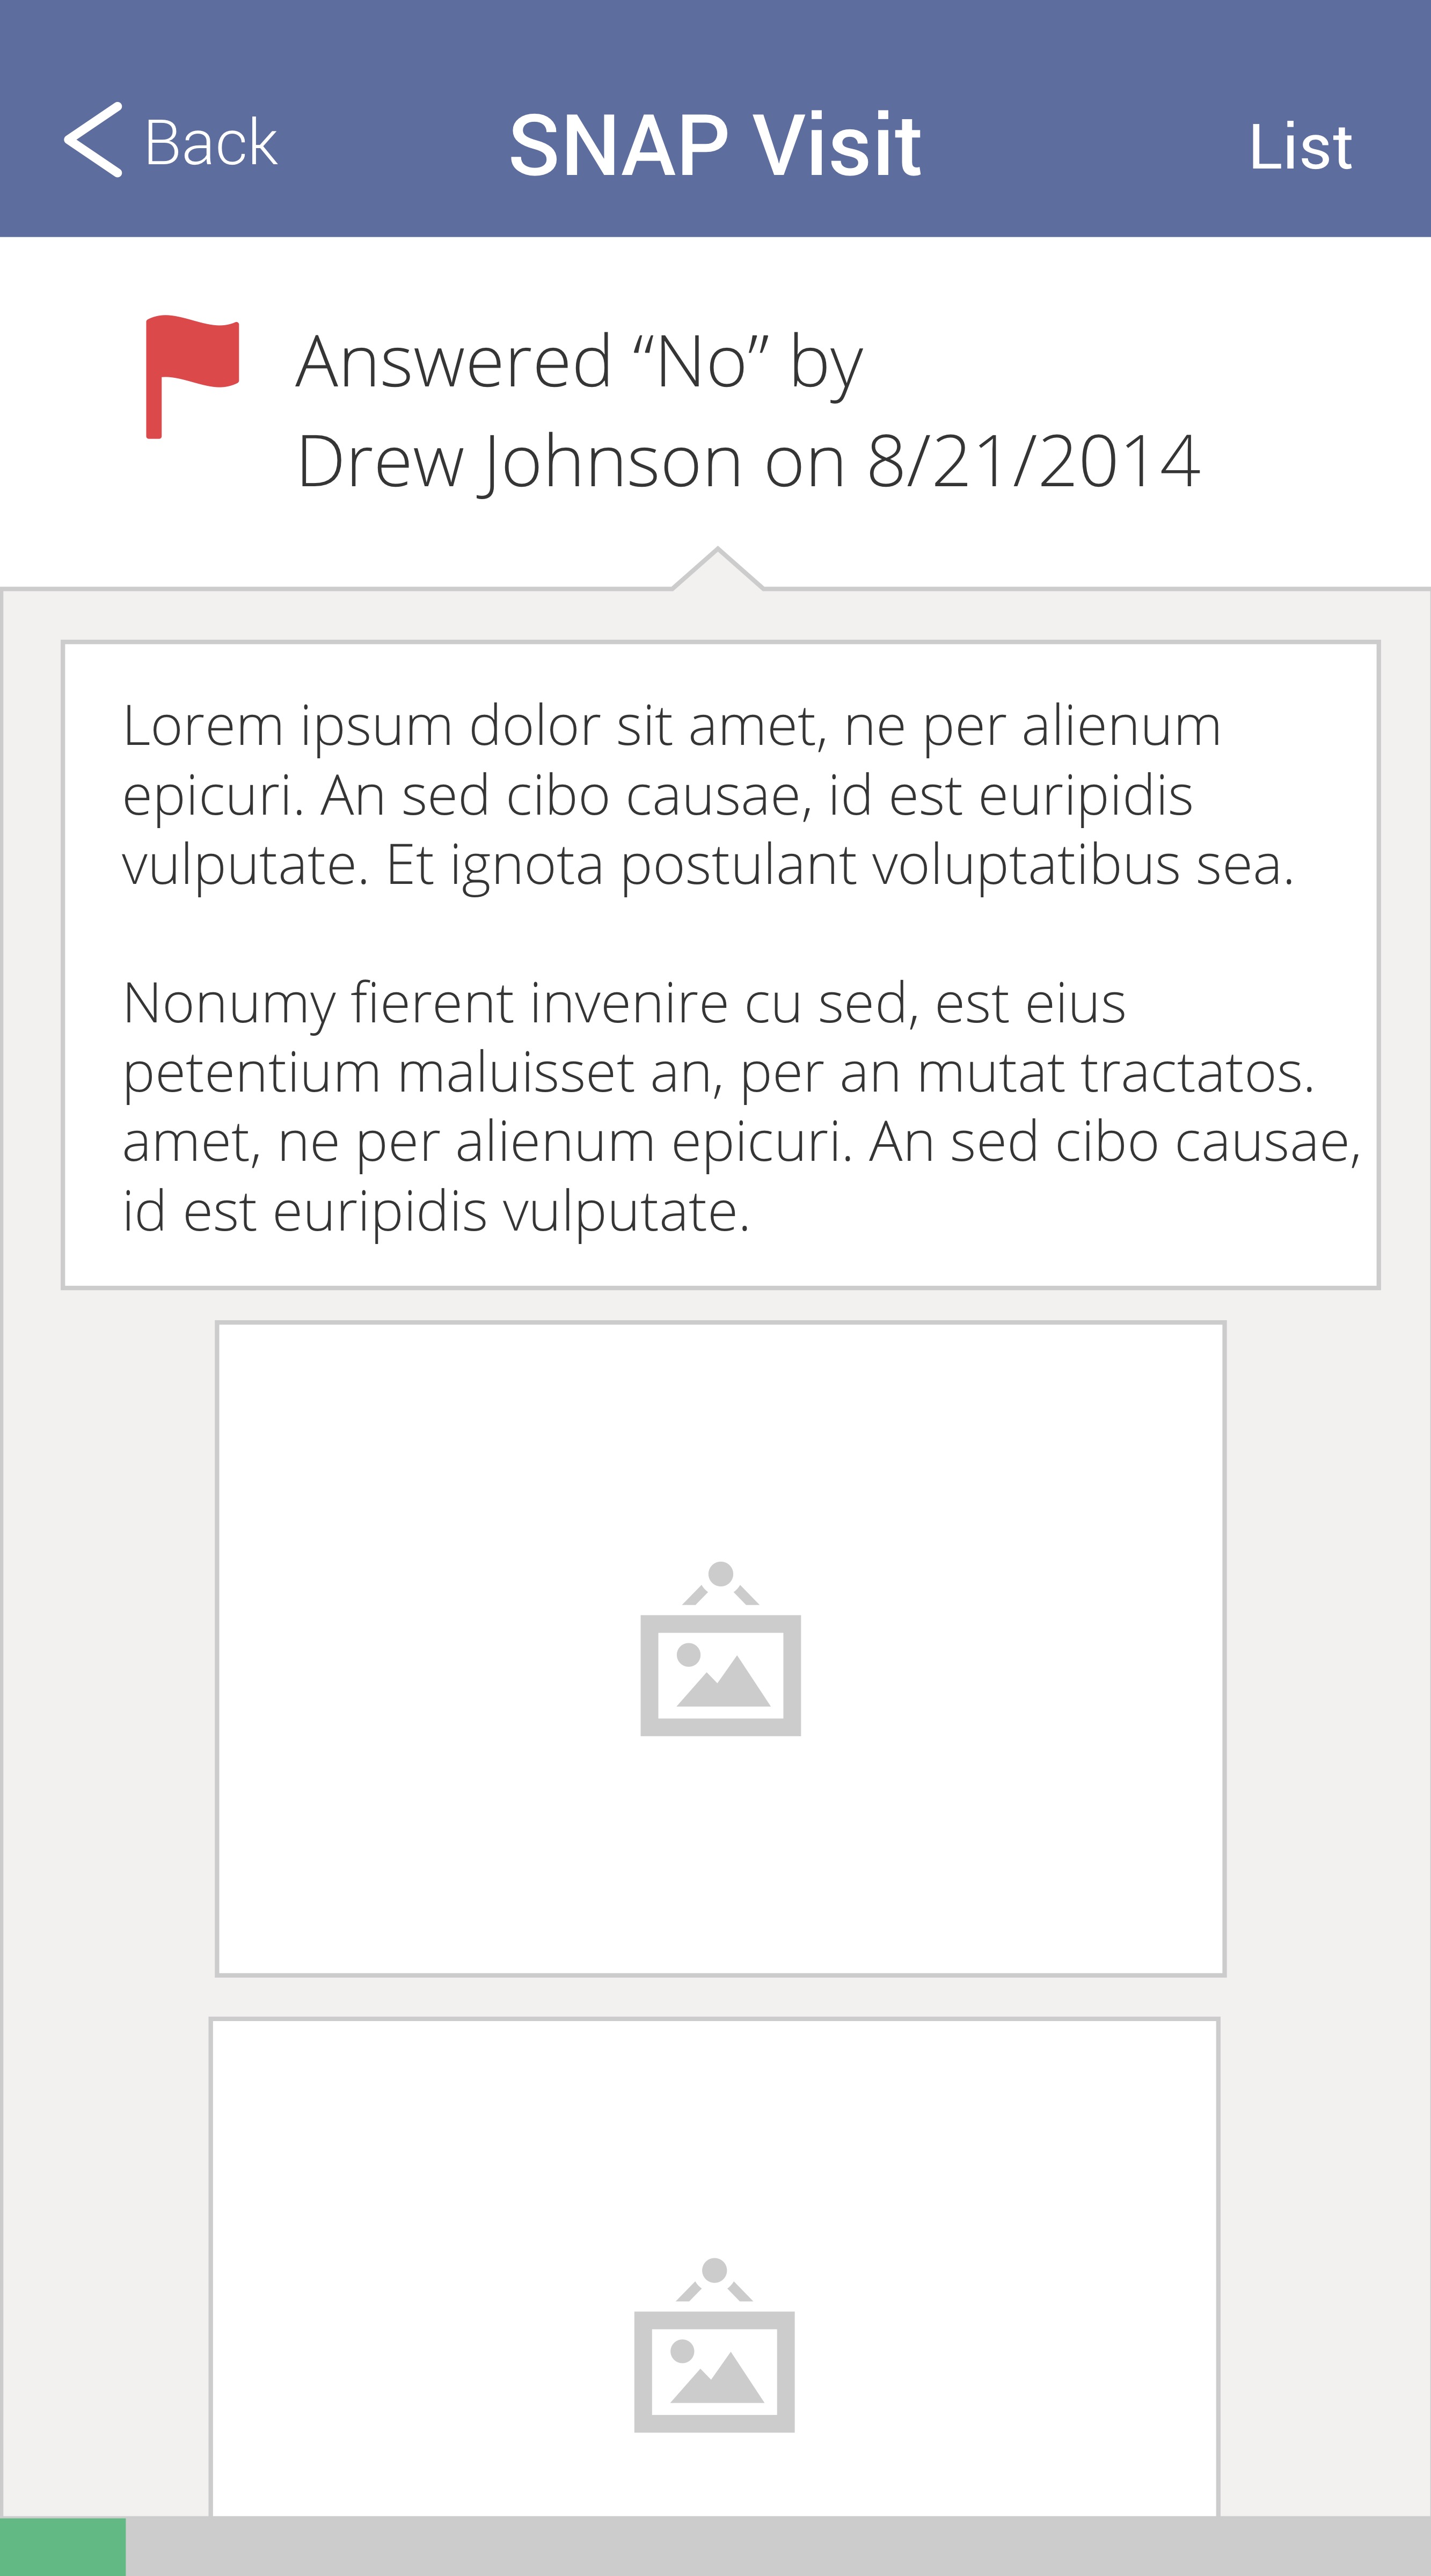 Back
SNAP Visit
List
Answered “No” by
Drew Johnson on 8/21/2014
Lorem ipsum dolor sit amet, ne per alienum
epicuri. An sed cibo causae, id est euripidis
vulputate. Et ignota postulant voluptatibus sea.
Nonumy fierent invenire cu sed, est eius
petentium maluisset an, per an mutat tractatos.
amet, ne per alienum epicuri. An sed cibo causae,
id est euripidis vulputate.